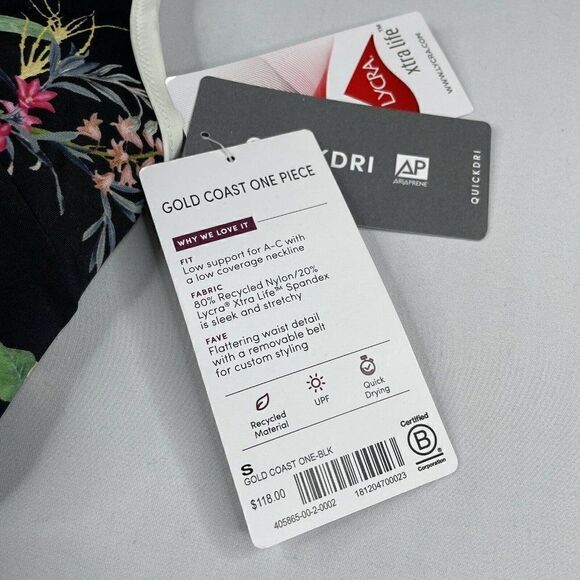 LYCRA
Xtra life™
WWW.LYCRA.COM
KDRI
AP
ARIAPRENE
QUICKDRI
GOLD COAST ONE PIECE
WHY WE LOVE IT
FIT
Low support for A-C with
a low coverage neckline
FABRIC
80% Recycled Nylon/20%
Lycra® Xtra Life™ Spandex
is sleek and stretchy
FAVE
Flattering waist detail
with a removable belt
for custom styling
Recycled
Material
UPF
Quick
Drying
S
GOLD COAST ONE-BLK
$118.00
405865-00-2-0002
181204700023
Certified
B
Corporation